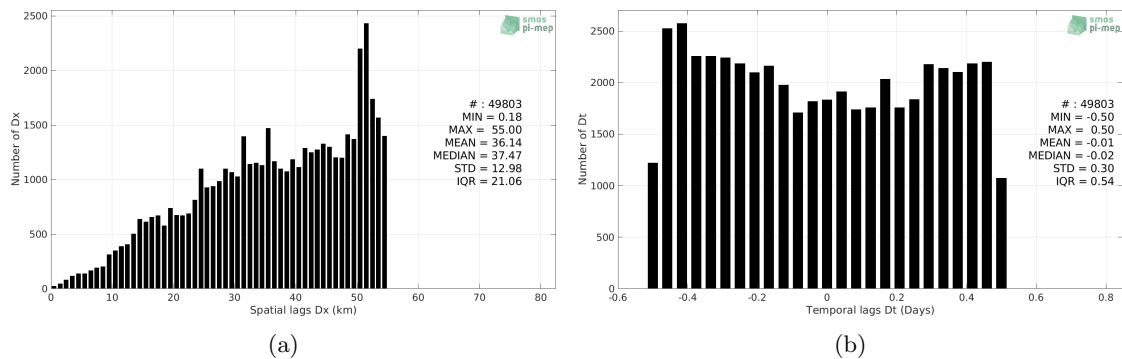 2500
2000
1500
1000
500
0
0 10 20 30 40 50 60 70 80
Number of Dx
Spatial lags Dx (km)
smos
pi-mep
# : 49803
MIN = 0.18
MAX = 55.00
MEAN = 36.14
MEDIAN = 37.47
STD = 12.98
IQR = 21.06
(a)
2500
2000
1500
1000
500
0
-0.6 -0.4 -0.2 0 0.2 0.4 0.6 0.8
Number of Dt
Temporal lags Dt (Days)
smos
pi-mep
# : 49803
MIN = -0.50
MAX = 0.50
MEAN = -0.01
MEDIAN = -0.02
STD = 0.30
IQR = 0.54
(b)